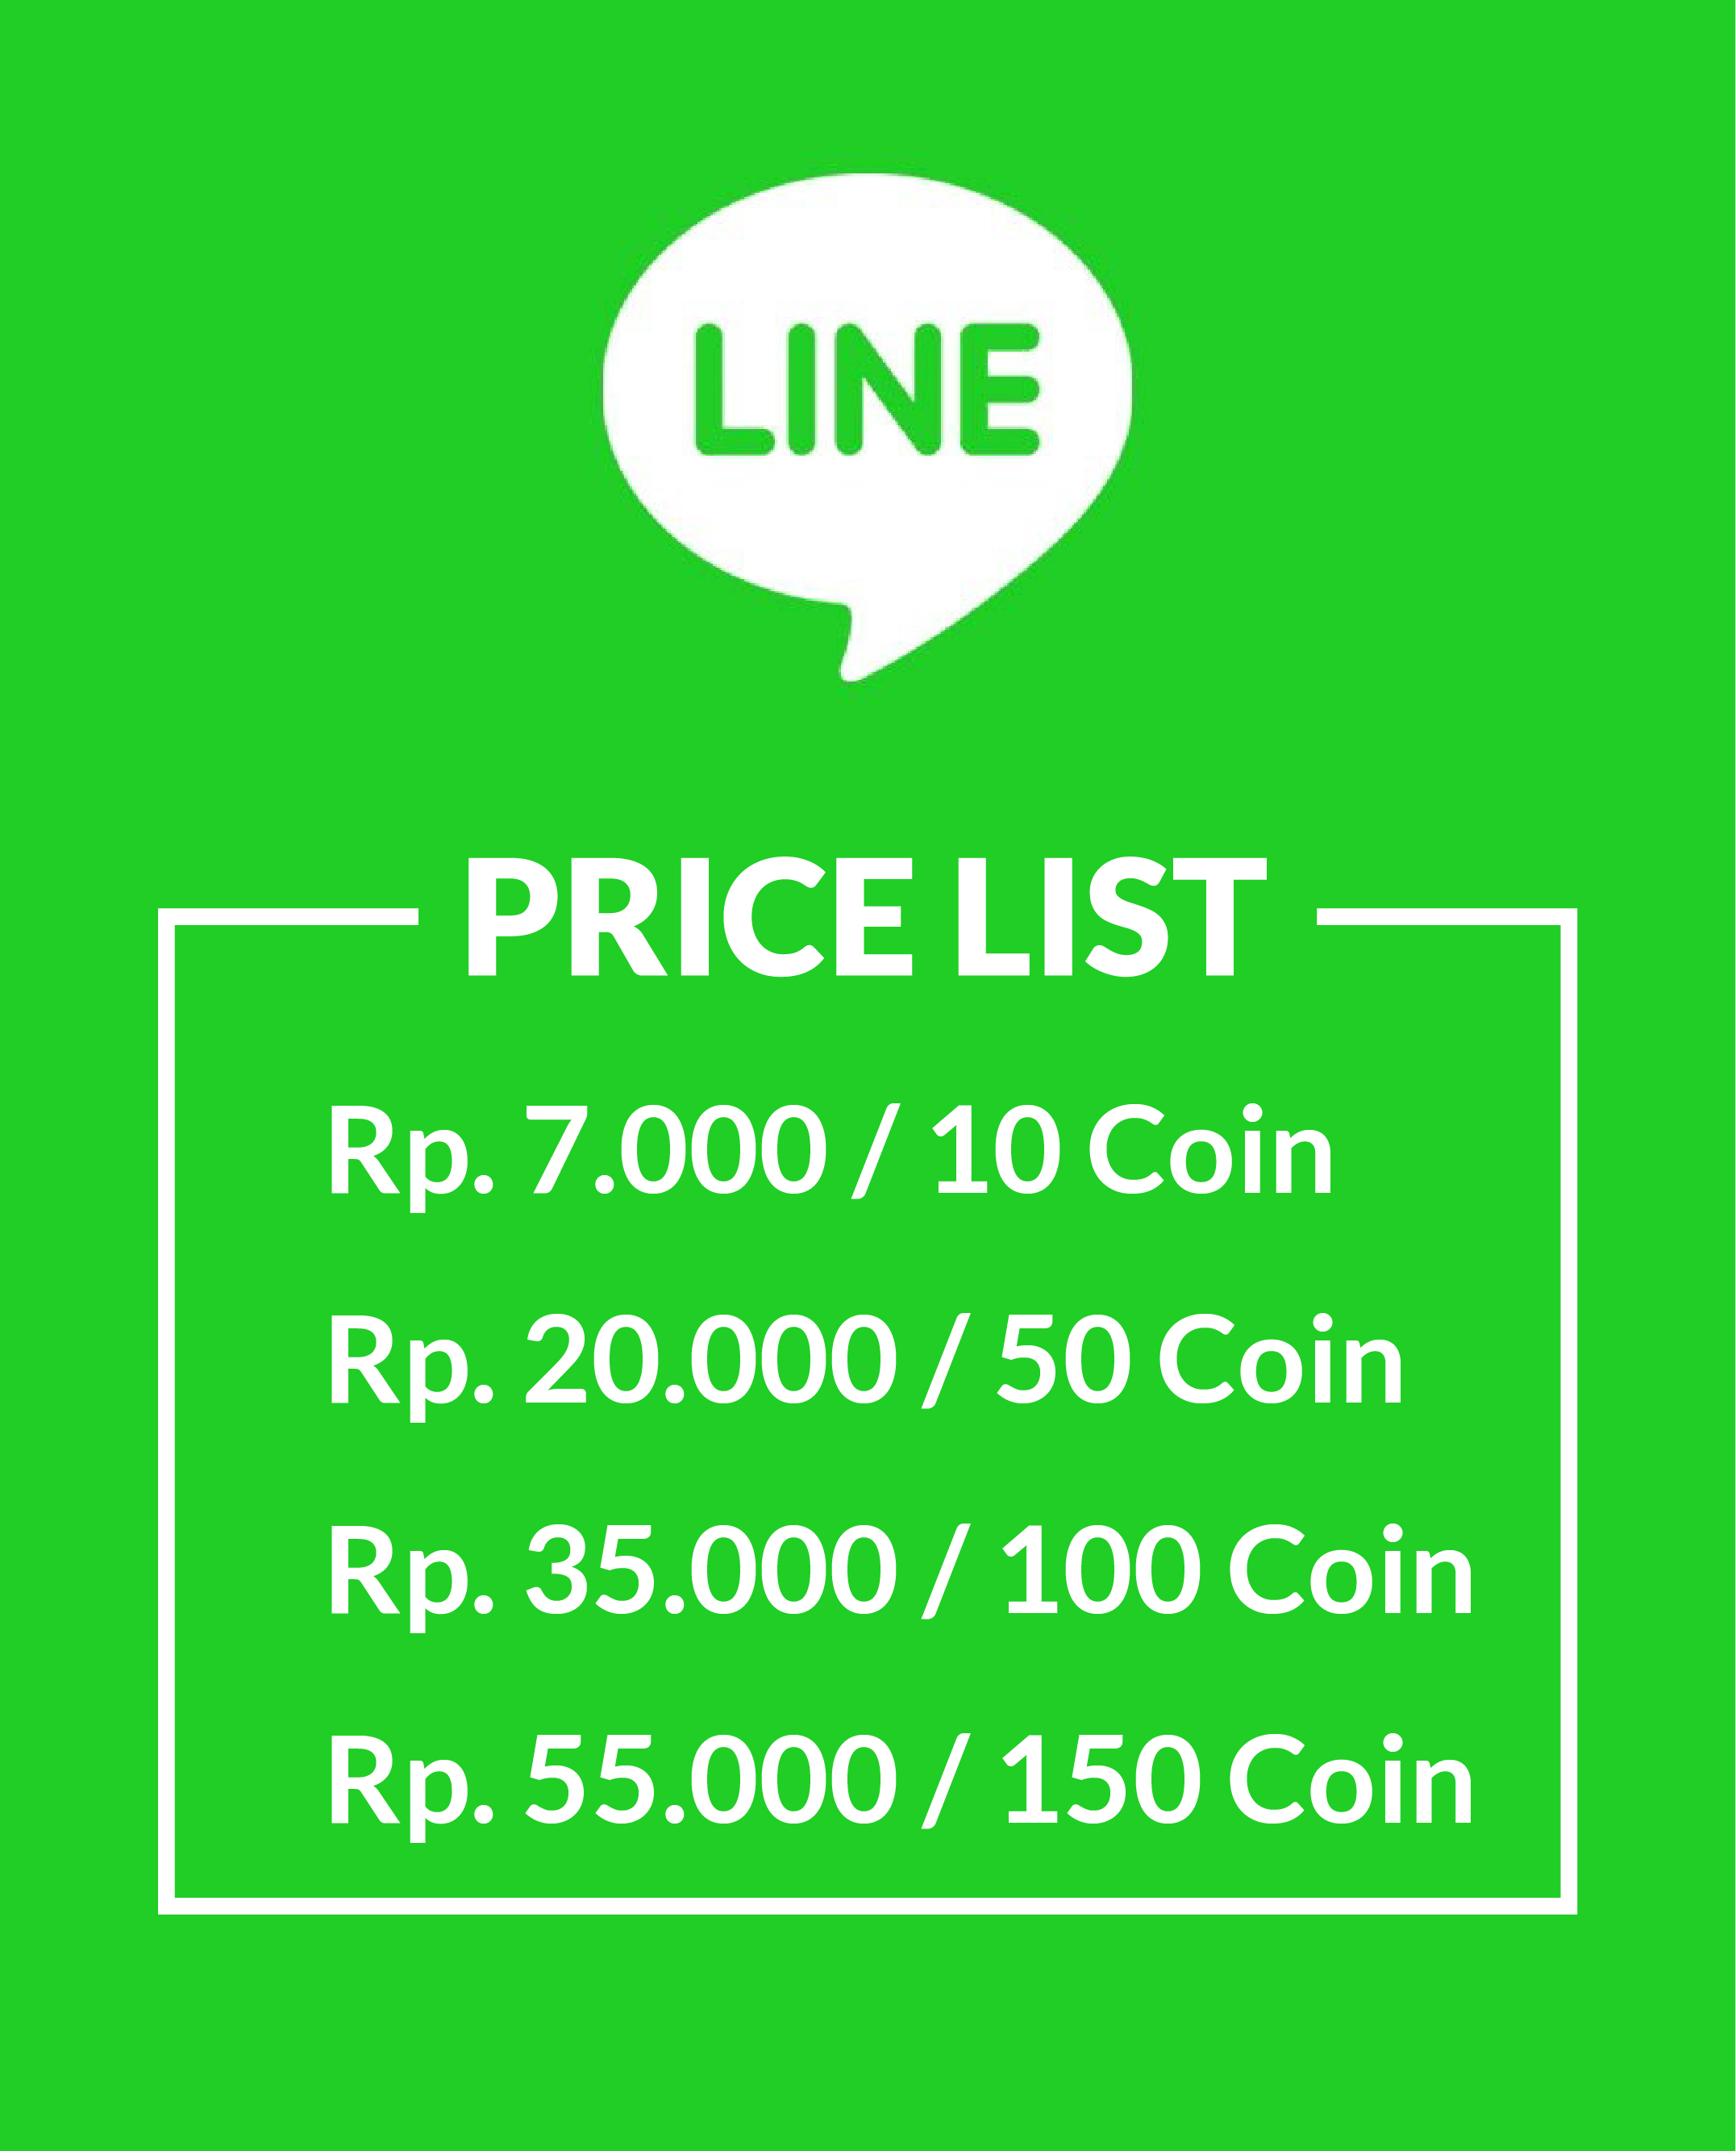 LINE
PRICE LIST
Rp. 7.000 / 10 Coin
Rp. 20.000 / 50 Coin
Rp. 35.000 / 100 Coin
Rp. 55.000 / 150 Coin